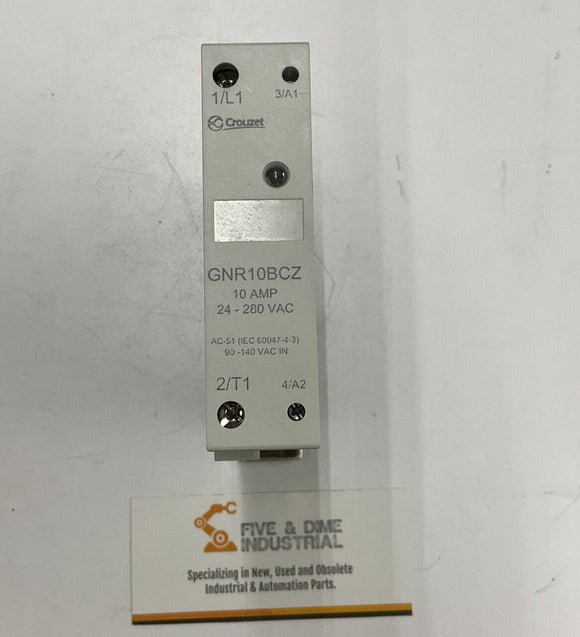 1/L1 3/A1
Crouzet
GNR10BCZ
10 AMP
24 - 280 VAC
AC-51 (IEC 60947-4-3)
90 -140 VAC IN
2/T1 4/A2
FIVE & DIME
INDUSTRIAL
Specializing in New, Used and Obsolete
Industrial & Automation Parts.